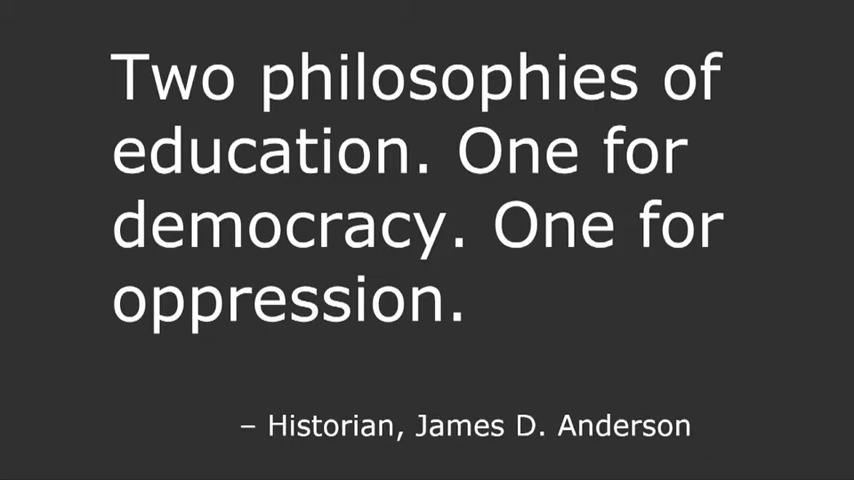 Two philosophies of
education. One for
democracy. One for
oppression.
– Historian, James D. Anderson